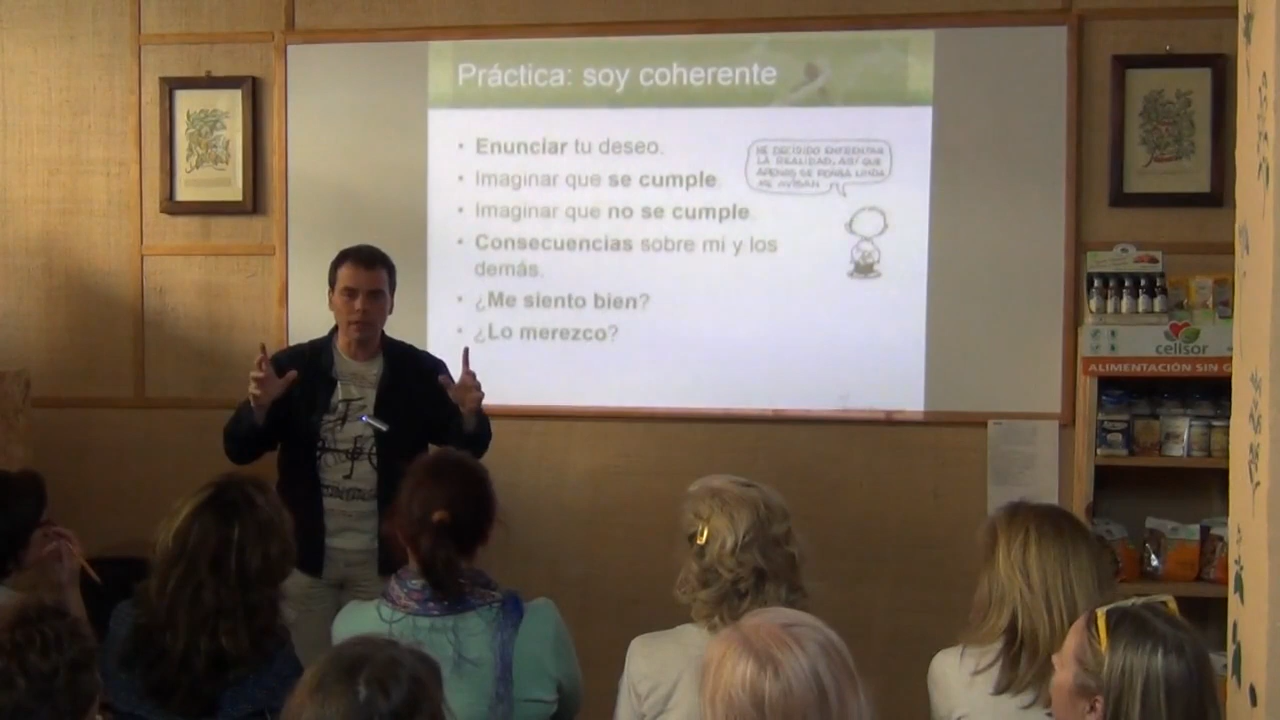 Práctica: soy coherente
• Enunciar tu deseo.
• Imaginar que se cumple
• Imaginar que no se cumple
• Consecuencias sobre mí y los
demás.
• ¿Me siento bien?
• ¿Lo merezco?
HE DECIDIDO ENFRENTAR
LA REALIDAD, ASÍ QUE
APENAS SE PONGA LINDA
ME AVISAN
celisor
ALIMENTACIÓN SIN G